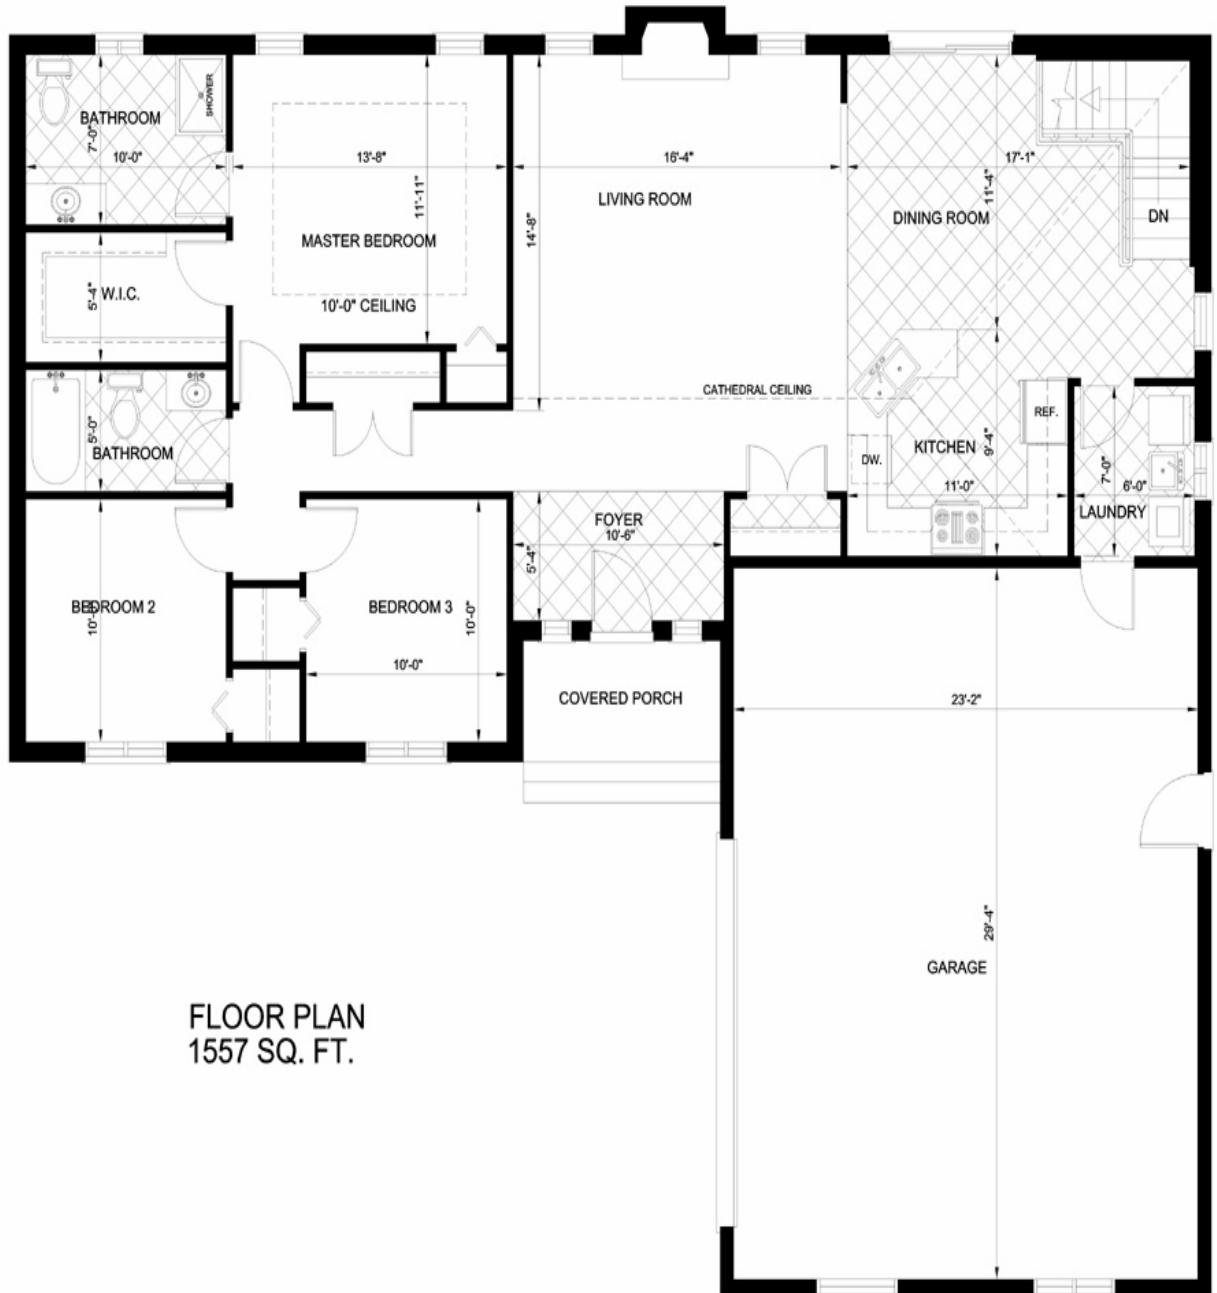 BATHROOM
7'-0"
10'-0"
SHOWER
13'-8"
11'-11"
MASTER BEDROOM
10'-0" CEILING
16'-4"
LIVING ROOM
14'-8"
17'-1"
11'-4"
DINING ROOM
DN
W.I.C.
5'-4"
CATHEDRAL CEILING
BATHROOM
5'-0"
REF.
KITCHEN
9'-4"
DW.
11'-0"
7'-0"
6'-0"
LAUNDRY
FOYER
10'-6"
5'-4"
BEDROOM 2
BEDROOM 3
10'-0"
10'-0"
COVERED PORCH
23'-2"
29'-4"
GARAGE
FLOOR PLAN
1557 SQ. FT.